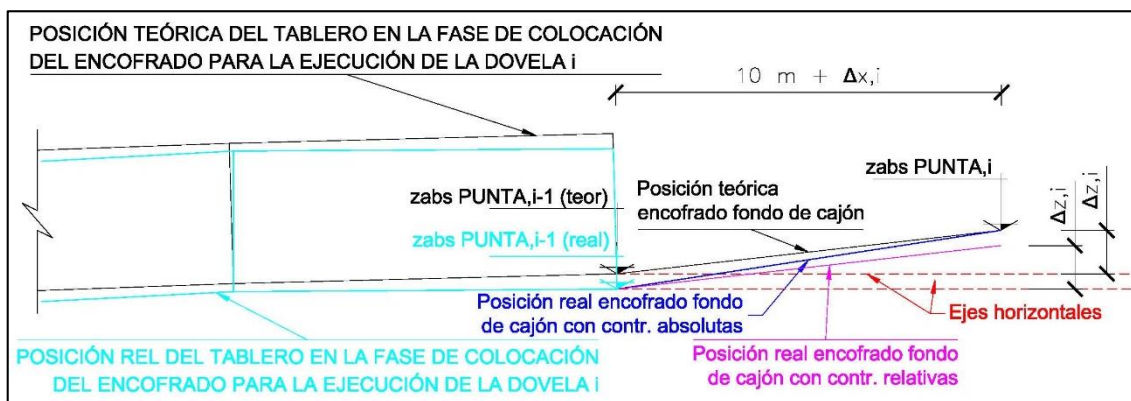 POSICIÓN TEÓRICA DEL TABLERO EN LA FASE DE COLOCACIÓN
DEL ENCOFRADO PARA LA EJECUCIÓN DE LA DOVELA i
10 m + Δx,i
zabs PUNTA,i-1 (teor)
zabs PUNTA,i-1 (real)
Posición teórica
encofrado fondo de cajón
zabs PUNTA,i
Δz,i
Δz,i
Posición real encofrado fondo
de cajón con contr. absolutas
Ejes horizontales
POSICIÓN REL DEL TABLERO EN LA FASE DE COLOCACIÓN
DEL ENCOFRADO PARA LA EJECUCIÓN DE LA DOVELA i
Posición real encofrado fondo
de cajón con contr. relativas